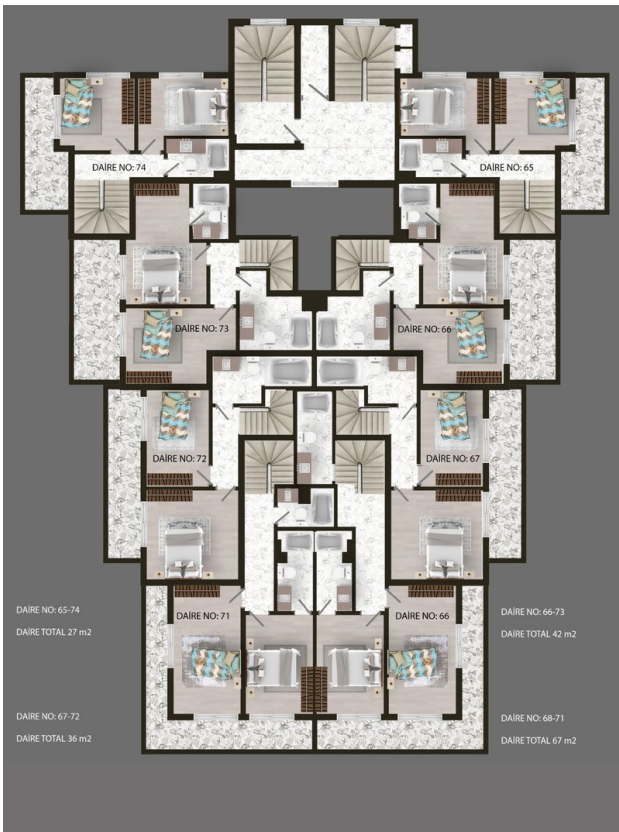 DAİRE NO: 74
DAİRE NO: 65
DAİRE NO: 73
DAİRE NO: 66
DAİRE NO: 72
DAİRE NO: 67
DAİRE NO: 71
DAİRE NO: 66
DAİRE NO: 65-74
DAİRE TOTAL 27 m2
DAİRE NO: 66-73
DAİRE TOTAL 42 m2
DAİRE NO: 67-72
DAİRE TOTAL 36 m2
DAİRE NO: 68-71
DAİRE TOTAL 67 m2